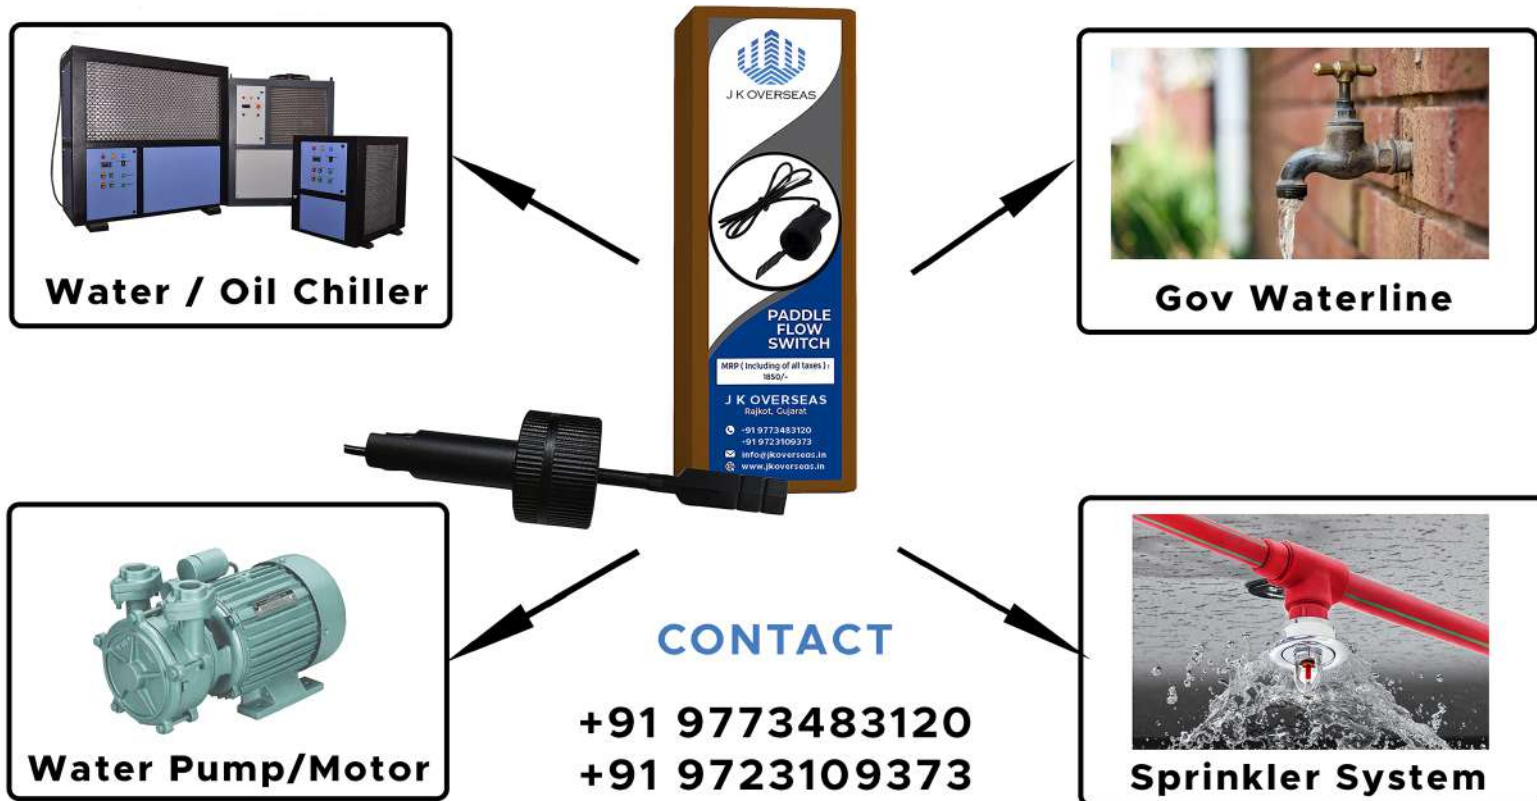 J K OVERSEAS
PADDLE
FLOW
SWITCH
MRP ( Including of all taxes ) :
1850/-
J K OVERSEAS
Rajkot, Gujarat
+91 9773483120
+91 9723109373
info@jkoverseas.in
www.jkoverseas.in
Water / Oil Chiller
Gov Waterline
Water Pump/Motor
Sprinkler System
CONTACT
+91 9773483120
+91 9723109373